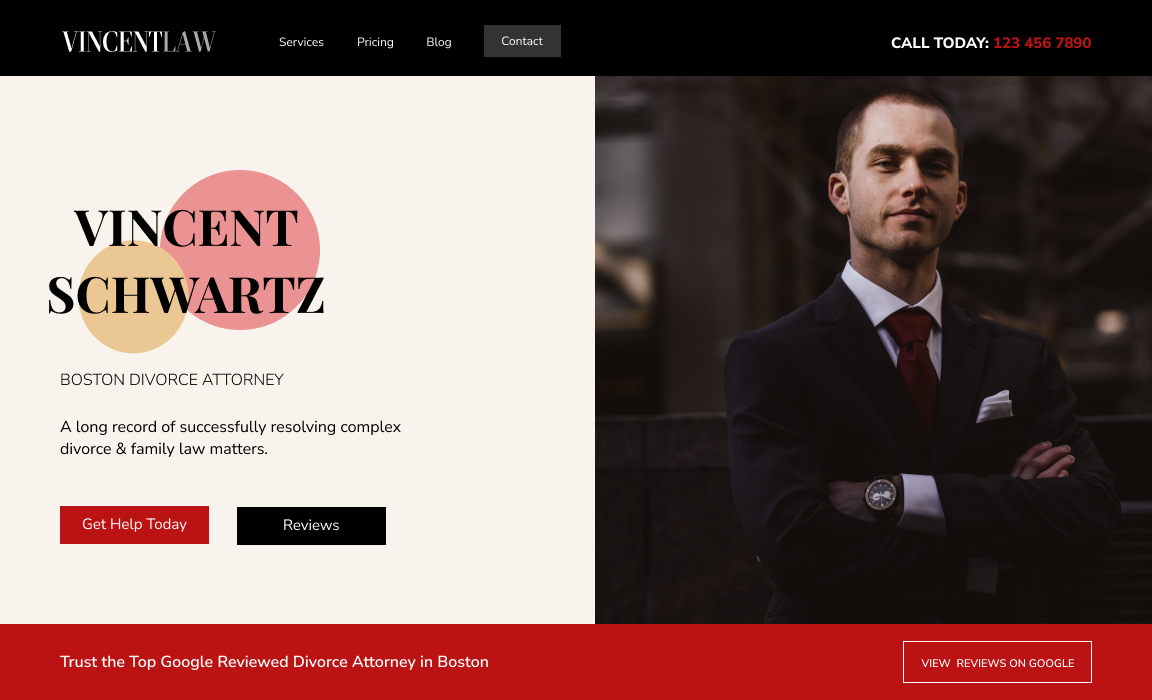 VINCENTLAW
Services
Pricing
Blog
Contact
CALL TODAY: 123 456 7890
VINCENT
SCHWARTZ
BOSTON DIVORCE ATTORNEY
A long record of successfully resolving complex
divorce & family law matters.
Get Help Today
Reviews
Trust the Top Google Reviewed Divorce Attorney in Boston
VIEW REVIEWS ON GOOGLE